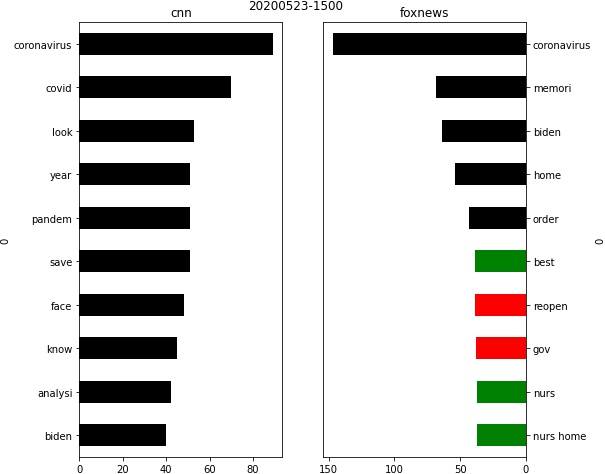 20200523-1500
cnn
foxnews
coronavirus
covid
look
year
pandem
save
face
know
analysi
biden
0
0 20 40 60 80
coronavirus
memori
biden
home
order
best
reopen
gov
nurs
nurs home
0
150 100 50 0